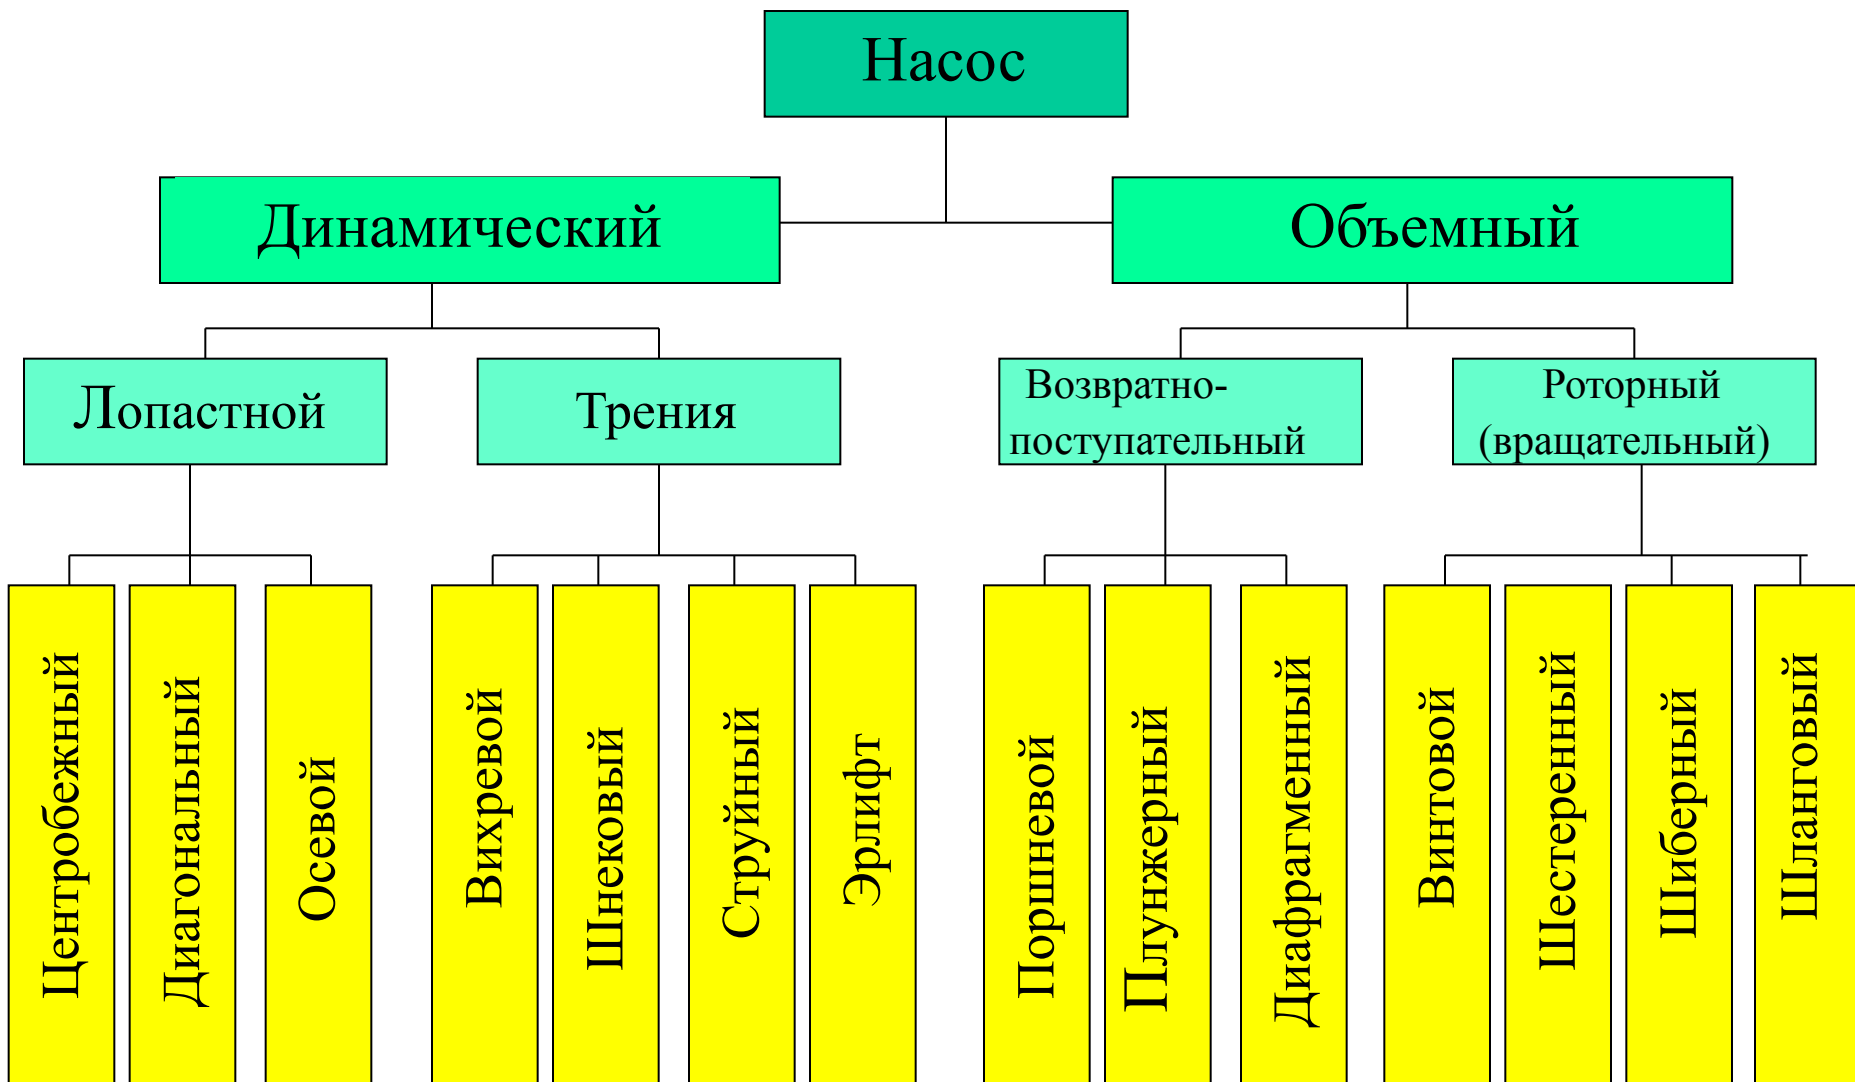 Насос
Динамический
Объемный
Лопастной
Трения
Возвратно-
поступательный
Роторный
(вращательный)
Центробежный
Диагональный
Осевой
Вихревой
Шнековый
Струйный
Эрлифт
Поршневой
Плунжерный
Диафрагменный
Винтовой
Шестеренный
Шиберный
Шланговый